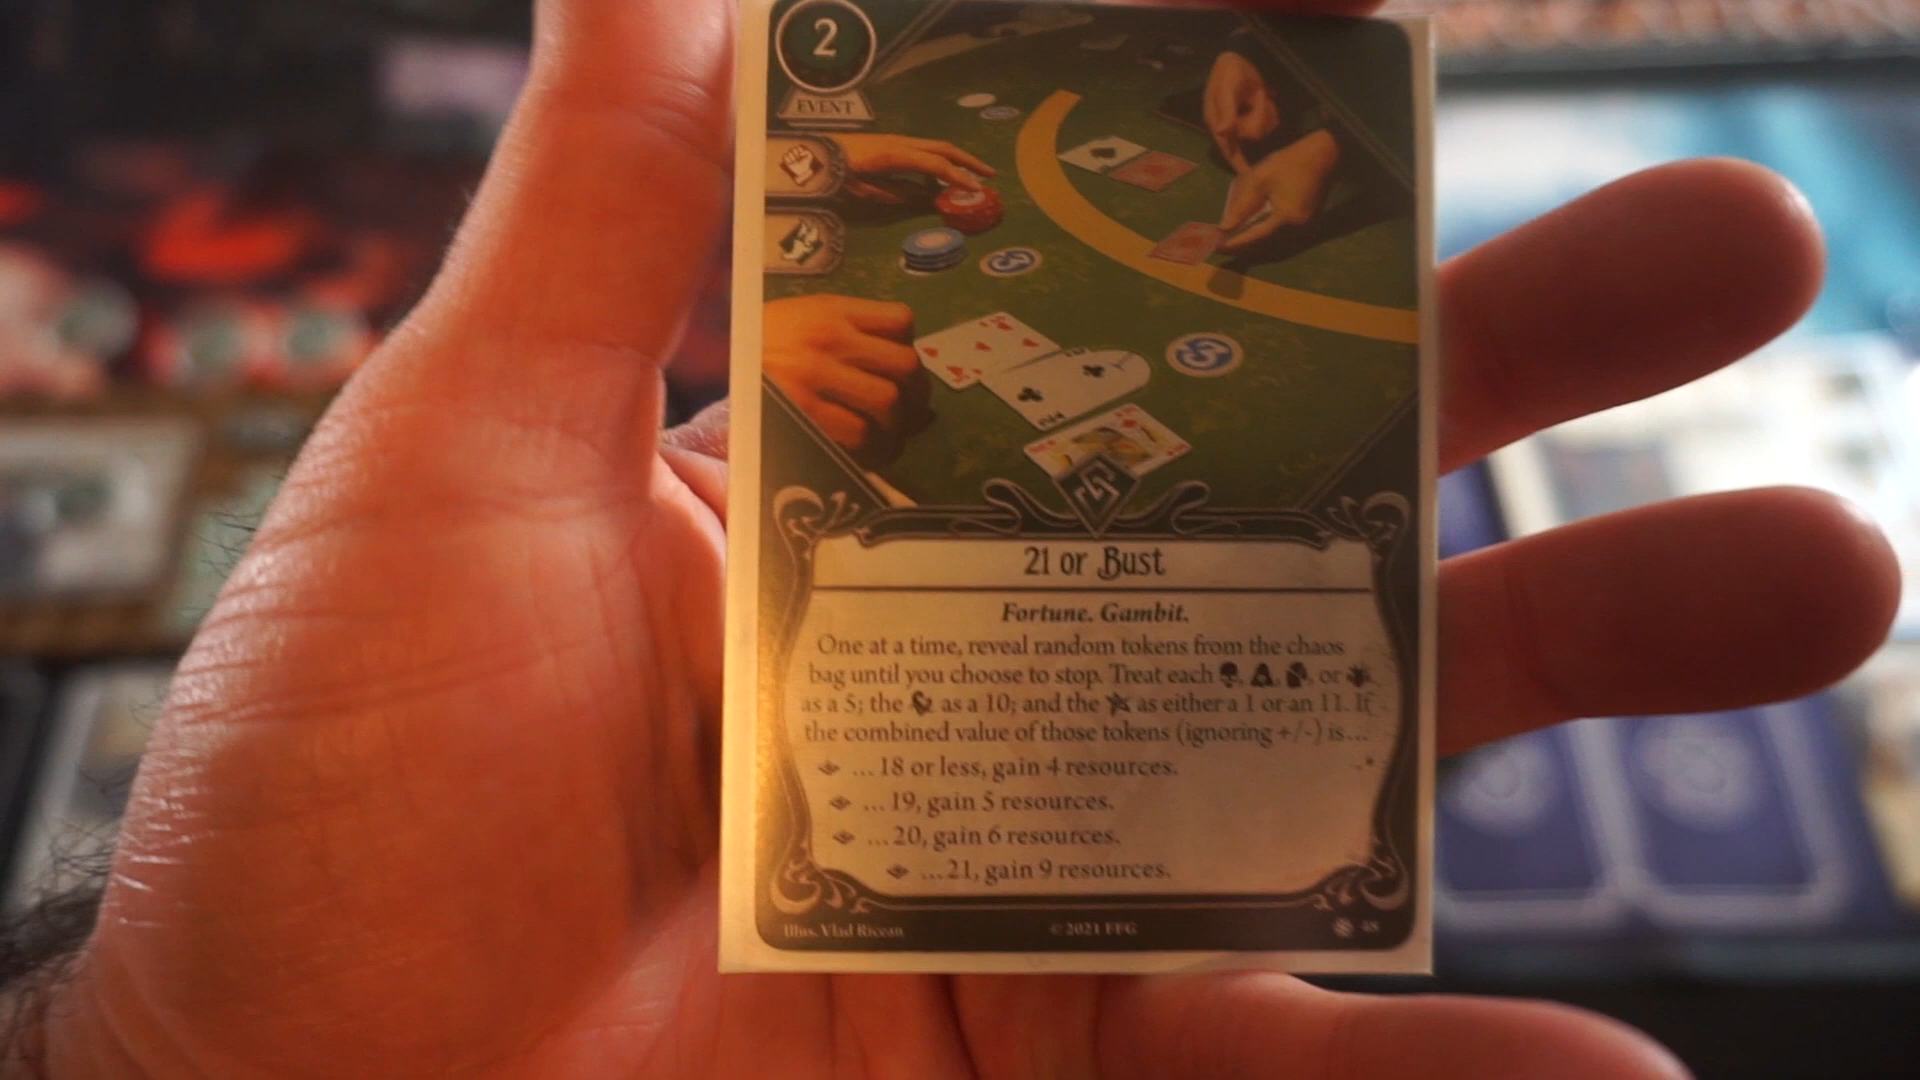 2
EVENT
21 or Bust
Fortune. Gambit.
One at a time, reveal random tokens from the chaos
bag until you choose to stop. Treat each , , , or
as a 5; the as a 10; and the as either a 1 or an 11. If
the combined value of those tokens (ignoring +/-) is…
…18 or less, gain 4 resources.
…19, gain 5 resources.
…20, gain 6 resources.
…21, gain 9 resources.
Illus. Vlad Ricean
© 2021 FFG